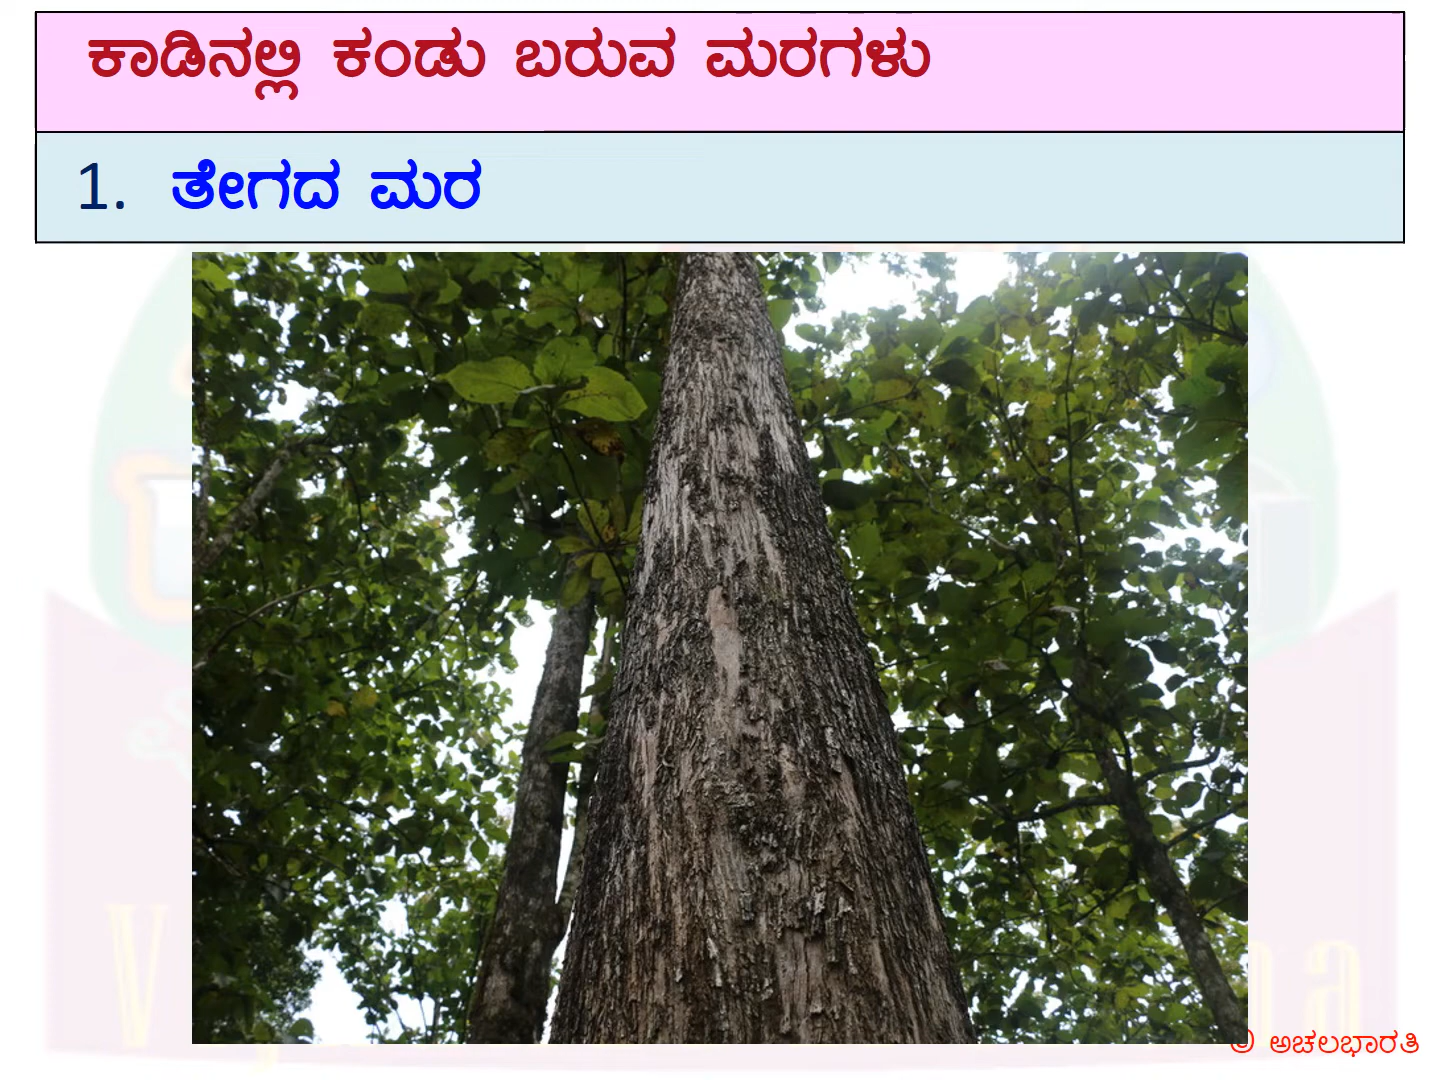 ಕಾಡಿನಲ್ಲಿ ಕಂಡು ಬರುವ ಮರಗಳು
1. ತೇಗದ ಮರ
© ಅಚಲಭಾರತಿ